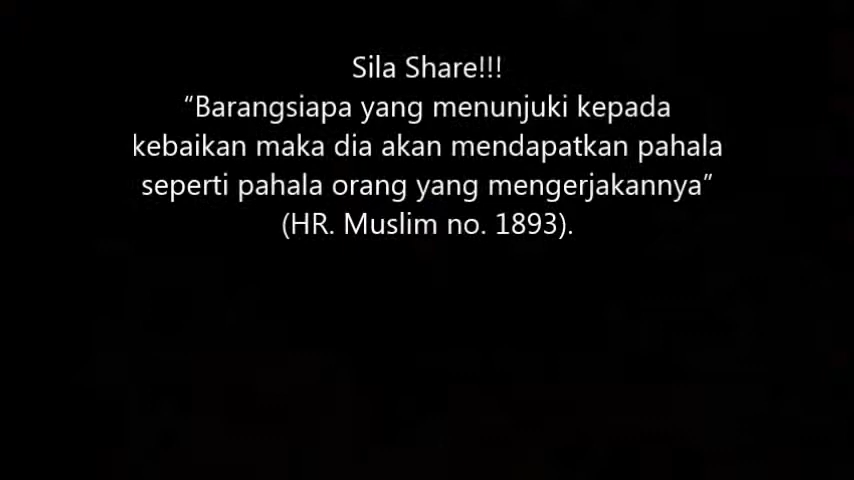 Sila Share!!!
“Barangsiapa yang menunjuki kepada
kebaikan maka dia akan mendapatkan pahala
seperti pahala orang yang mengerjakannya”
(HR. Muslim no. 1893).